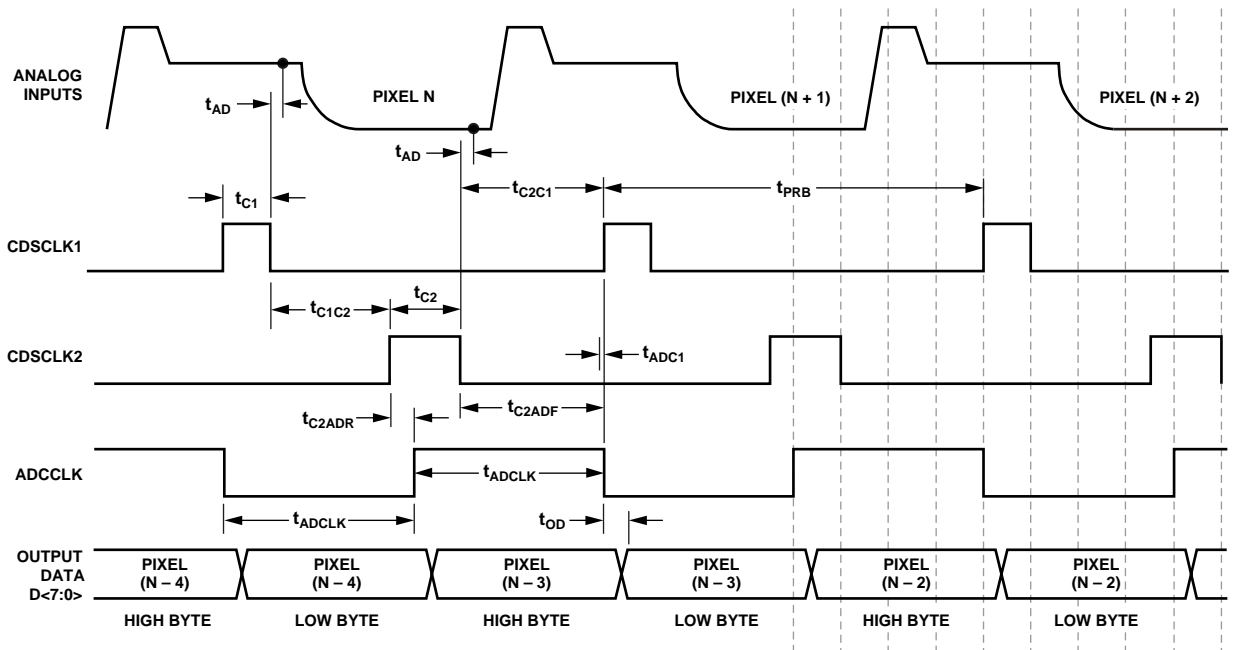 ANALOG
INPUTS
PIXEL N
PIXEL (N + 1)
PIXEL (N + 2)
tAD
tAD
tC1
tC2C1
tPRB
CDSCLK1
tC1C2
tC2
CDSCLK2
tADC1
tC2ADR
tC2ADF
ADCCLK
tADCLK
tADCLK
tOD
OUTPUT
DATA
D<7:0>
PIXEL
(N – 4)
PIXEL
(N – 4)
PIXEL
(N – 3)
PIXEL
(N – 3)
PIXEL
(N – 2)
PIXEL
(N – 2)
HIGH BYTE
LOW BYTE
HIGH BYTE
LOW BYTE
HIGH BYTE
LOW BYTE